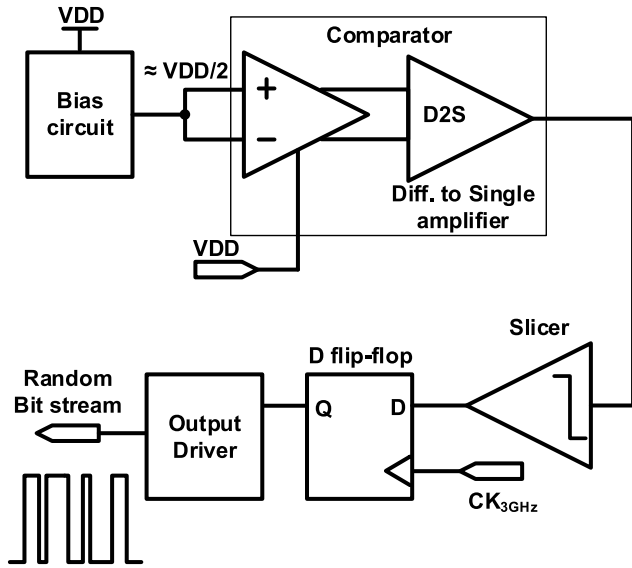 VDD
Bias
circuit
≈ VDD/2
Comparator
+
−
D2S
Diff. to Single
amplifier
VDD
Slicer
D flip-flop
Q
D
CK3GHz
Output
Driver
Random
Bit stream